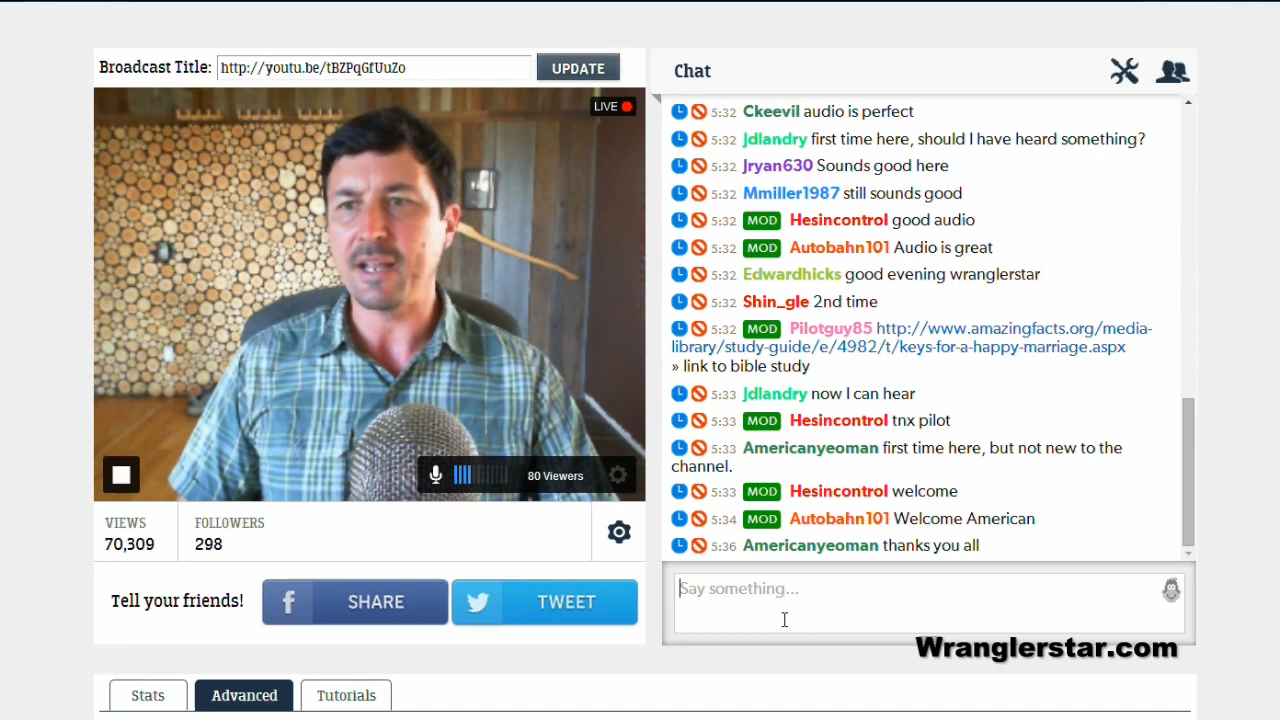 Broadcast Title: http://youtu.be/tBZPqGfUuZo UPDATE
LIVE
80 Viewers
VIEWS
70,309
FOLLOWERS
298
Tell your friends! f SHARE TWEET
Chat
5:32 Ckeevil audio is perfect
5:32 Jdlandry first time here, should I have heard something?
5:32 Jryan630 Sounds good here
5:32 Mmiller1987 still sounds good
5:32 MOD Hesincontrol good audio
5:32 MOD Autobahn101 Audio is great
5:32 Edwardhicks good evening wranglerstar
5:32 Shin_gle 2nd time
5:32 MOD Pilotguy85 http://www.amazingfacts.org/media-
library/study-guide/e/4982/t/keys-for-a-happy-marriage.aspx
» link to bible study
5:33 Jdlandry now I can hear
5:33 MOD Hesincontrol tnx pilot
5:33 Americanyeoman first time here, but not new to the
channel.
5:33 MOD Hesincontrol welcome
5:34 MOD Autobahn101 Welcome American
5:36 Americanyeoman thanks you all
Say something...
Wranglerstar.com
Stats Advanced Tutorials